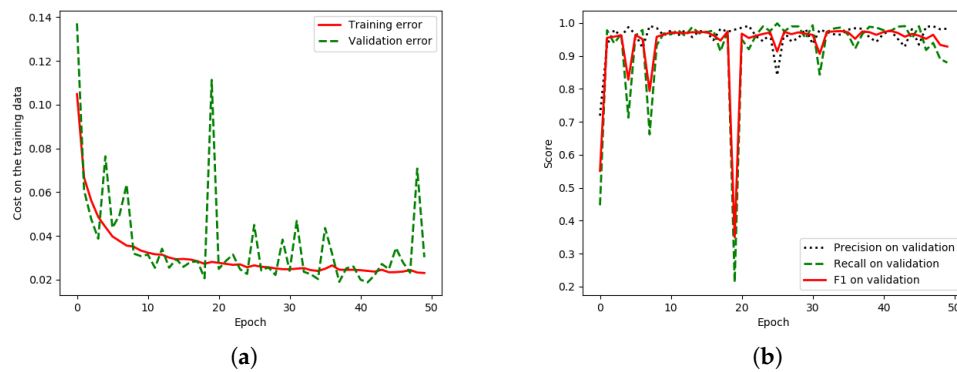 0.14
0.12
0.10
0.08
0.06
0.04
0.02
Cost on the training data
Training error
Validation error
0 10 20 30 40 50
Epoch
(a)
1.0
0.9
0.8
0.7
0.6
0.5
0.4
0.3
0.2
Score
Precision on validation
Recall on validation
F1 on validation
0 10 20 30 40 50
Epoch
(b)